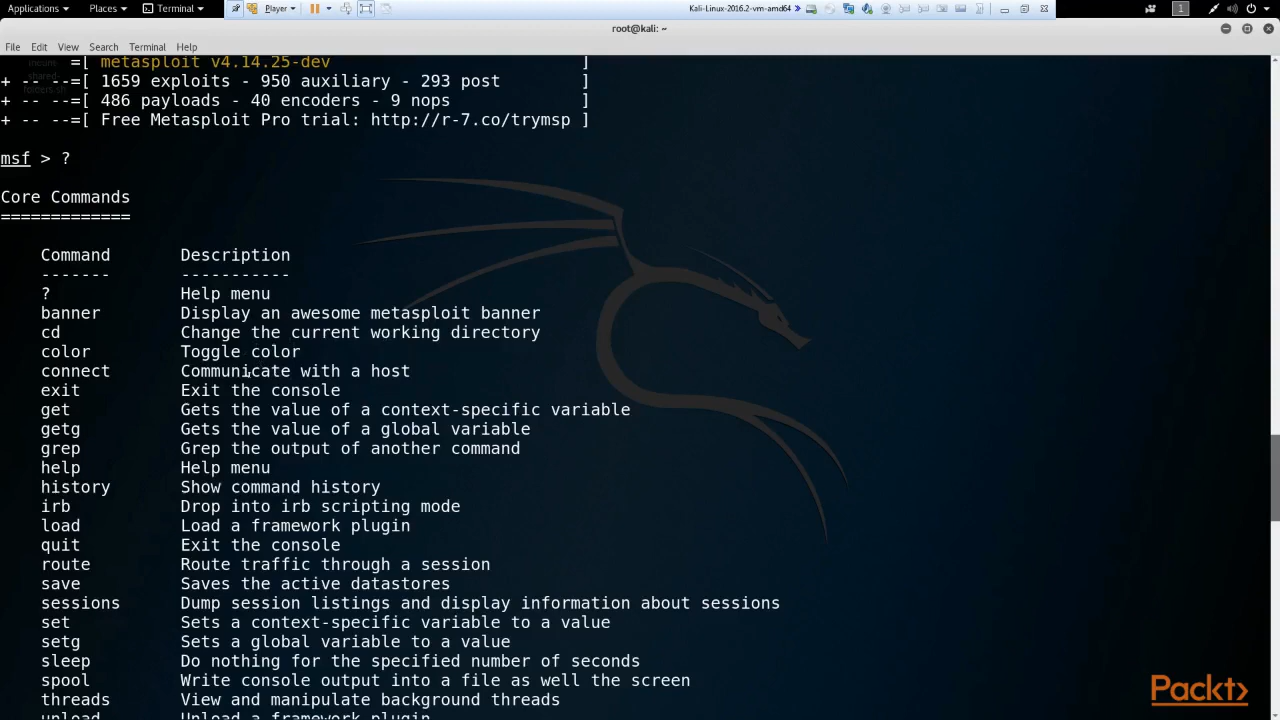 Applications Places Terminal Player Kali-Linux-2016.2-vm-amd64 1
root@kali: ~
File Edit View Search Terminal Help
=[ metasploit v4.14.25-dev ]
+ -- --=[ 1659 exploits - 950 auxiliary - 293 post ]
+ -- --=[ 486 payloads - 40 encoders - 9 nops ]
+ -- --=[ Free Metasploit Pro trial: http://r-7.co/trymsp ]
msf > ?
Core Commands
=============
Command Description
------- -----------
? Help menu
banner Display an awesome metasploit banner
cd Change the current working directory
color Toggle color
connect Communicate with a host
exit Exit the console
get Gets the value of a context-specific variable
getg Gets the value of a global variable
grep Grep the output of another command
help Help menu
history Show command history
irb Drop into irb scripting mode
load Load a framework plugin
quit Exit the console
route Route traffic through a session
save Saves the active datastores
sessions Dump session listings and display information about sessions
set Sets a context-specific variable to a value
setg Sets a global variable to a value
sleep Do nothing for the specified number of seconds
spool Write console output into a file as well the screen
threads View and manipulate background threads
unload Unload a framework plugin
Packt>